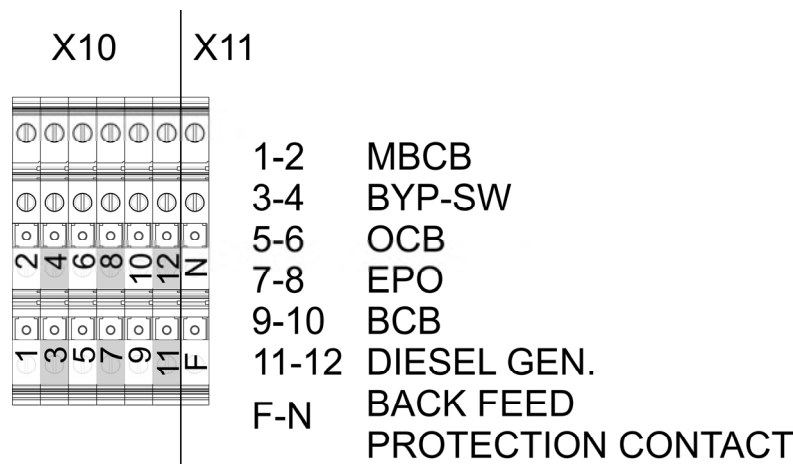 X10 X11
1-2 MBCB
3-4 BYP-SW
5-6 OCB
7-8 EPO
9-10 BCB
11-12 DIESEL GEN.
F-N BACK FEED
PROTECTION CONTACT
2 4 6 8 10 12 N
1 3 5 7 9 11 F